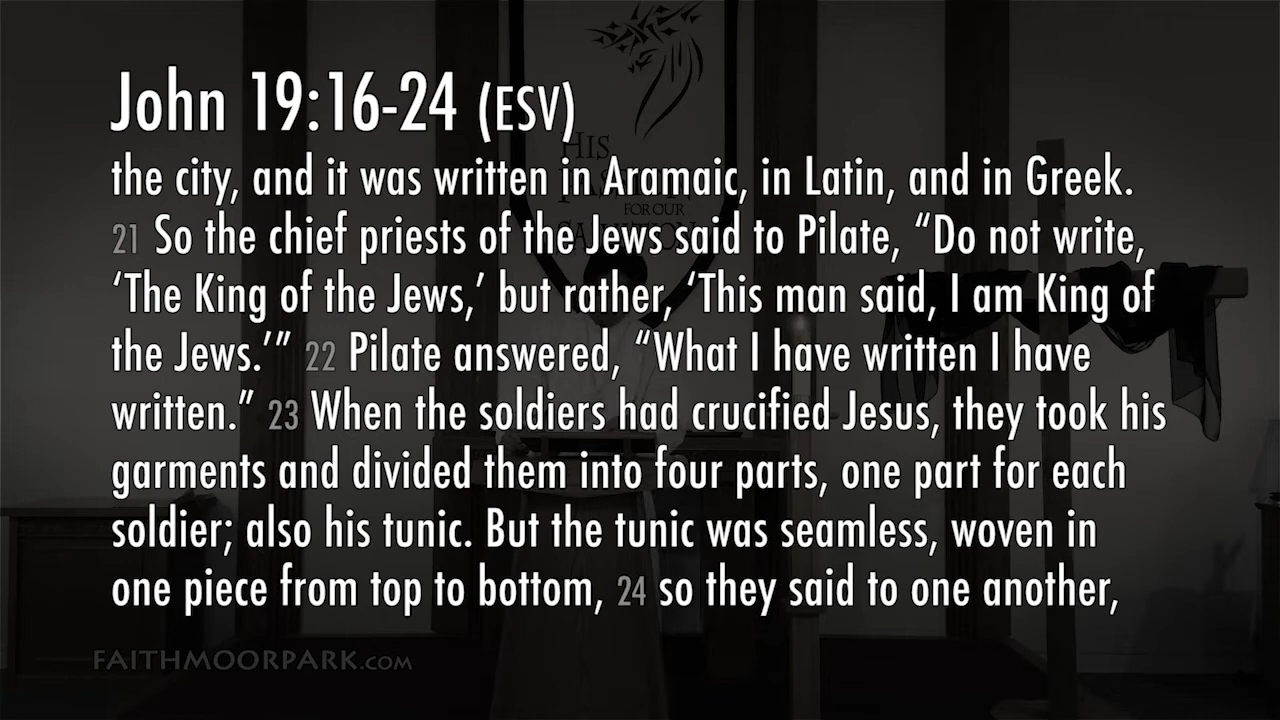 John 19:16-24 (ESV)
the city, and it was written in Aramaic, in Latin, and in Greek.
21 So the chief priests of the Jews said to Pilate, “Do not write,
‘The King of the Jews,’ but rather, ‘This man said, I am King of
the Jews.’” 22 Pilate answered, “What I have written I have
written.” 23 When the soldiers had crucified Jesus, they took his
garments and divided them into four parts, one part for each
soldier; also his tunic. But the tunic was seamless, woven in
one piece from top to bottom, 24 so they said to one another,
FAITHMOORPARK.COM
HIS
FOR OUR